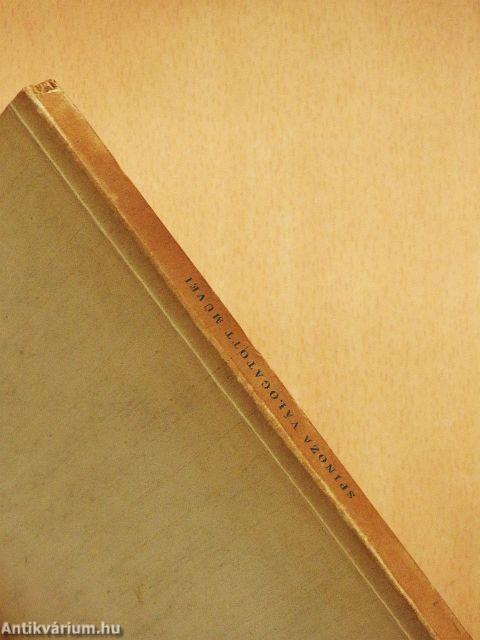 SPINOZA VÁLOGATOTT MŰVEI
Antikvárium.hu